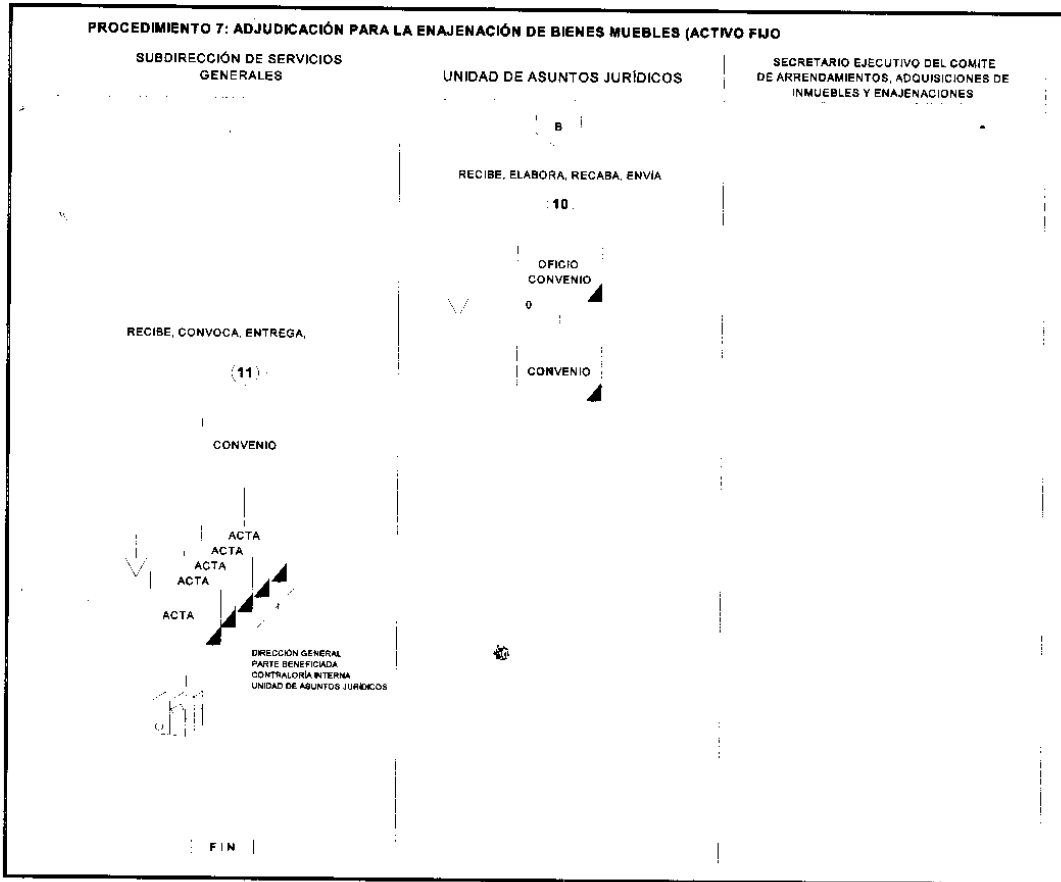 PROCEDIMIENTO 7: ADJUDICACIÓN PARA LA ENAJENACIÓN DE BIENES MUEBLES (ACTIVO FIJO
SUBDIRECCIÓN DE SERVICIOS
GENERALES
UNIDAD DE ASUNTOS JURÍDICOS
SECRETARIO EJECUTIVO DEL COMITE
DE ARRENDAMIENTOS, ADQUISICIONES DE
INMUEBLES Y ENAJENACIONES
B
RECIBE, ELABORA, RECABA, ENVÍA
10
OFICIO
CONVENIO
0
CONVENIO
RECIBE, CONVOCA, ENTREGA,
11
CONVENIO
ACTA
ACTA
ACTA
ACTA
ACTA
DIRECCIÓN GENERAL
PARTE BENEFICIADA
CONTRALORÍA INTERNA
UNIDAD DE ASUNTOS JURÍDICOS
FIN